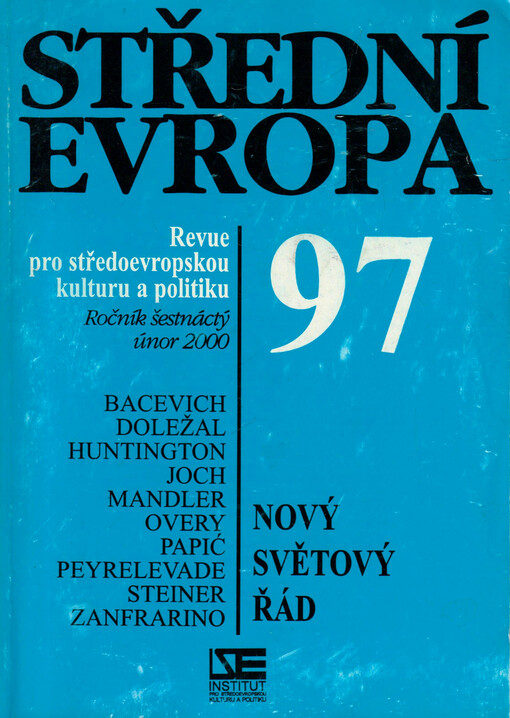 STŘEDNÍ
EVROPA
Revue
pro středoevropskou
kulturu a politiku
Ročník šestnáctý
únor 2000
97
BACEVICH
DOLEŽAL
HUNTINGTON
JOCH
MANDLER
OVERY
PAPIĆ
PEYRELEVADE
STEINER
ZANFRARINO
NOVÝ
SVĚTOVÝ
ŘÁD
ISE
INSTITUT
PRO STŘEDOEVROPSKOU
KULTURU A POLITIKU